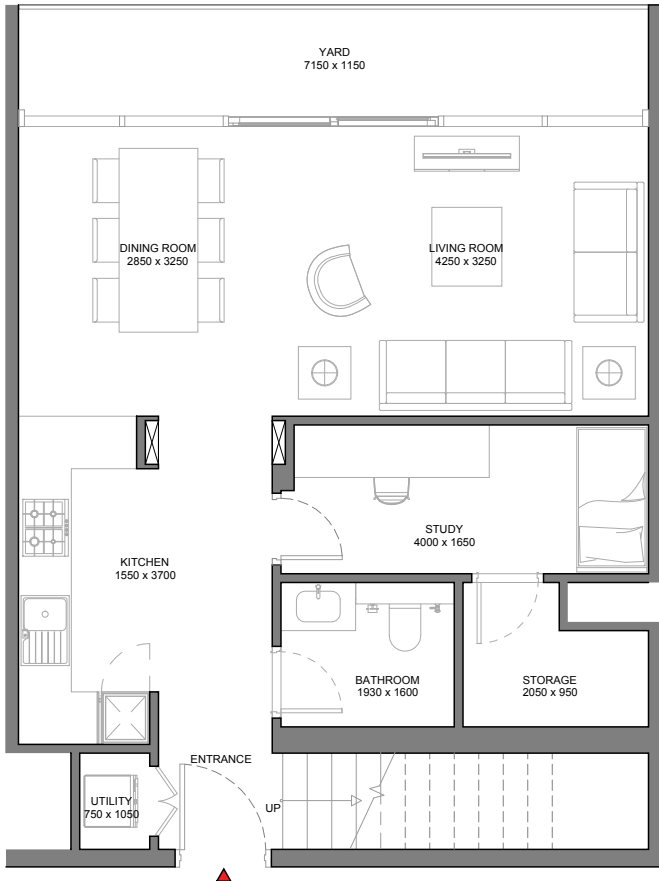 YARD
7150 x 1150
DINING ROOM
2850 x 3250
LIVING ROOM
4250 x 3250
STUDY
4000 x 1650
KITCHEN
1550 x 3700
BATHROOM
1930 x 1600
STORAGE
2050 x 950
ENTRANCE
UTILITY
750 x 1050
UP